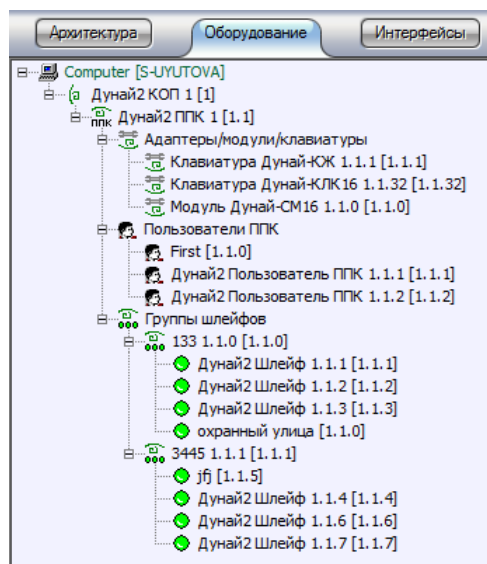 Архитектура Оборудование Интерфейсы
Computer [S-UYUTOVA]
Дунай2 КОП 1 [1]
ппк Дунай2 ППК 1 [1.1]
Адаптеры/модули/клавиатуры
Клавиатура Дунай-КЖ 1.1.1 [1.1.1]
Клавиатура Дунай-КЛК16 1.1.32 [1.1.32]
Модуль Дунай-СМ16 1.1.0 [1.1.0]
Пользователи ППК
First [1.1.0]
Дунай2 Пользователь ППК 1.1.1 [1.1.1]
Дунай2 Пользователь ППК 1.1.2 [1.1.2]
Группы шлейфов
133 1.1.0 [1.1.0]
Дунай2 Шлейф 1.1.1 [1.1.1]
Дунай2 Шлейф 1.1.2 [1.1.2]
Дунай2 Шлейф 1.1.3 [1.1.3]
охранный улица [1.1.0]
3445 1.1.1 [1.1.1]
jfj [1.1.5]
Дунай2 Шлейф 1.1.4 [1.1.4]
Дунай2 Шлейф 1.1.6 [1.1.6]
Дунай2 Шлейф 1.1.7 [1.1.7]